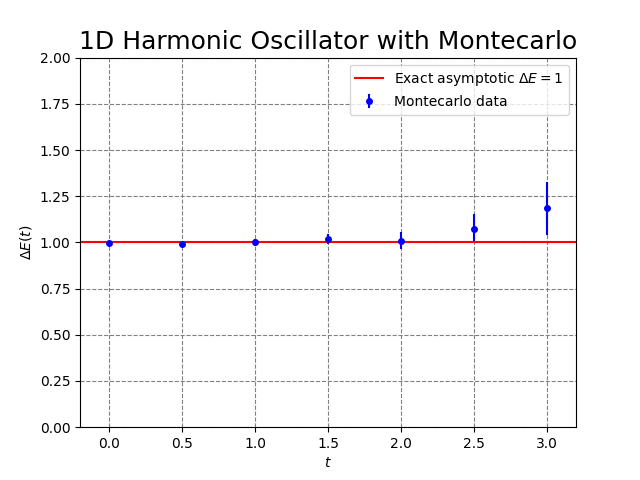 1D Harmonic Oscillator with Montecarlo
Exact asymptotic ΔE = 1
Montecarlo data
2.00
1.75
1.50
1.25
1.00
0.75
0.50
0.25
0.00
ΔE(t)
0.0 0.5 1.0 1.5 2.0 2.5 3.0
t